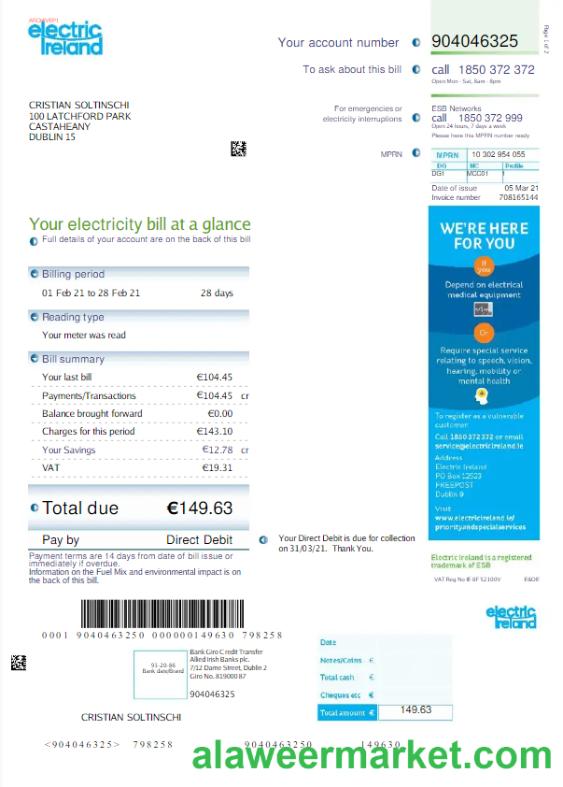 electric
Ireland
Your account number 904046325
To ask about this bill call 1850 372 372
Open Mon - Sat, 8am - 8pm
Page 1 of 2
CRISTIAN SOLTINSCHI
100 LATCHFORD PARK
CASTAHEANY
DUBLIN 15
For emergencies or
electricity interruptions
ESB Networks
call 1850 372 999
Open 24 hours, 7 days a week
Please have this MPRN number ready
MPRN
MPRN 10 302 954 055
DG MC Profile
DG1 MCC01
Date of issue 05 Mar 21
Invoice number 708165144
Your electricity bill at a glance
Full details of your account are on the back of this bill
Billing period
01 Feb 21 to 28 Feb 21 28 days
Reading type
Your meter was read
Bill summary
Your last bill €104.45
Payments/Transactions €104.45 cr
Balance brought forward €0.00
Charges for this period €143.10
Your Savings €12.78 cr
VAT €19.31
Total due €149.63
Pay by Direct Debit
Your Direct Debit is due for collection
on 31/03/21. Thank You.
Payment terms are 14 days from date of bill issue or
immediately if overdue.
Information on the Fuel Mix and environmental impact is on
the back of this bill.
WE'RE HERE
FOR YOU
If
you
Depend on electrical
medical equipment
Or
Require special service
relating to speech, vision,
hearing, mobility or
mental health
To register as a vulnerable
customer
Call 1850 372 372 or email
service@electricireland.ie
Address
Electric Ireland
PO Box 12523
FREEPOST
Dublin 9
Visit
www.electricireland.ie/
priorityandspecialservices
Electric Ireland is a registered
trademark of ESB
E&OE
electric
Ireland
0001 9040463250 000000149630 798258
93-20-86
Bank Giro Credit Transfer
Allied Irish Banks plc.
7/12 Dame Street, Dublin 2
Giro No. 81900087
904046325
CRISTIAN SOLTINSCHI
Date
Notes/Coins €
Total cash €
Cheques etc €
Total amount € 149.63
<904046325> 798258 9040463250 149630
alaweermarket.com